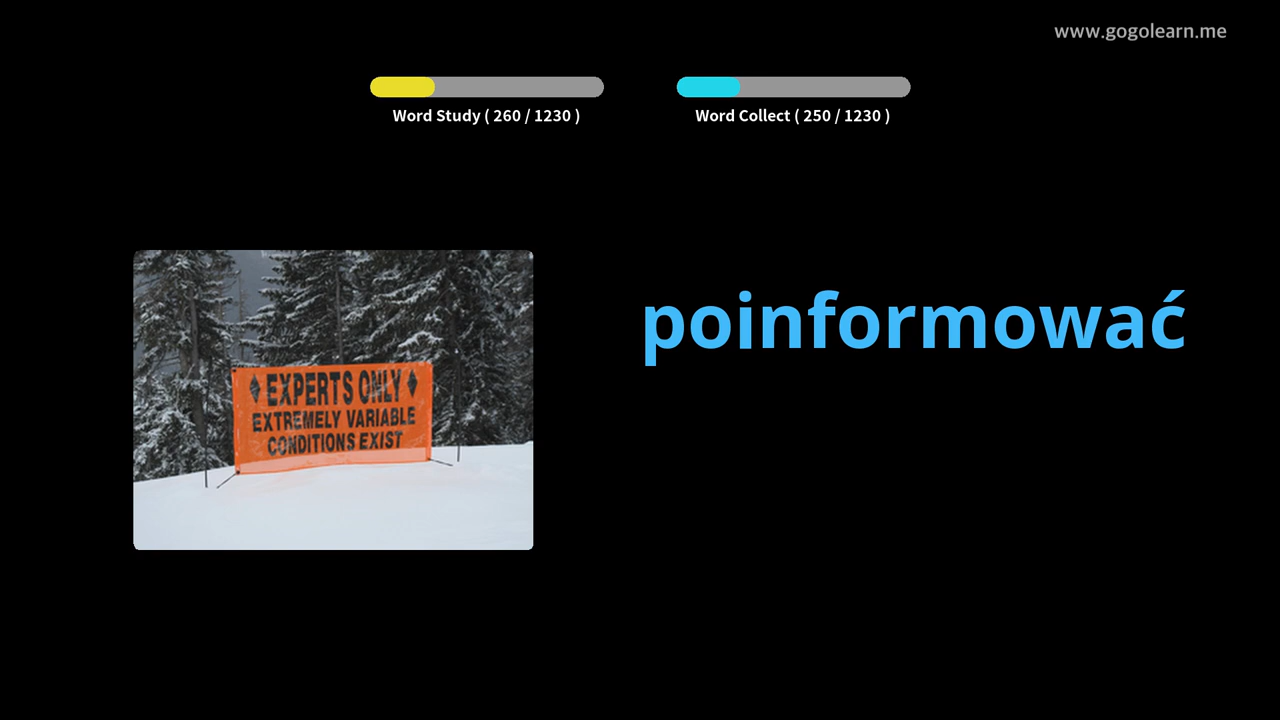 www.gogolearn.me
Word Study ( 260 / 1230 )
Word Collect ( 250 / 1230 )
poinformować
EXPERTS ONLY
EXTREMELY VARIABLE
CONDITIONS EXIST